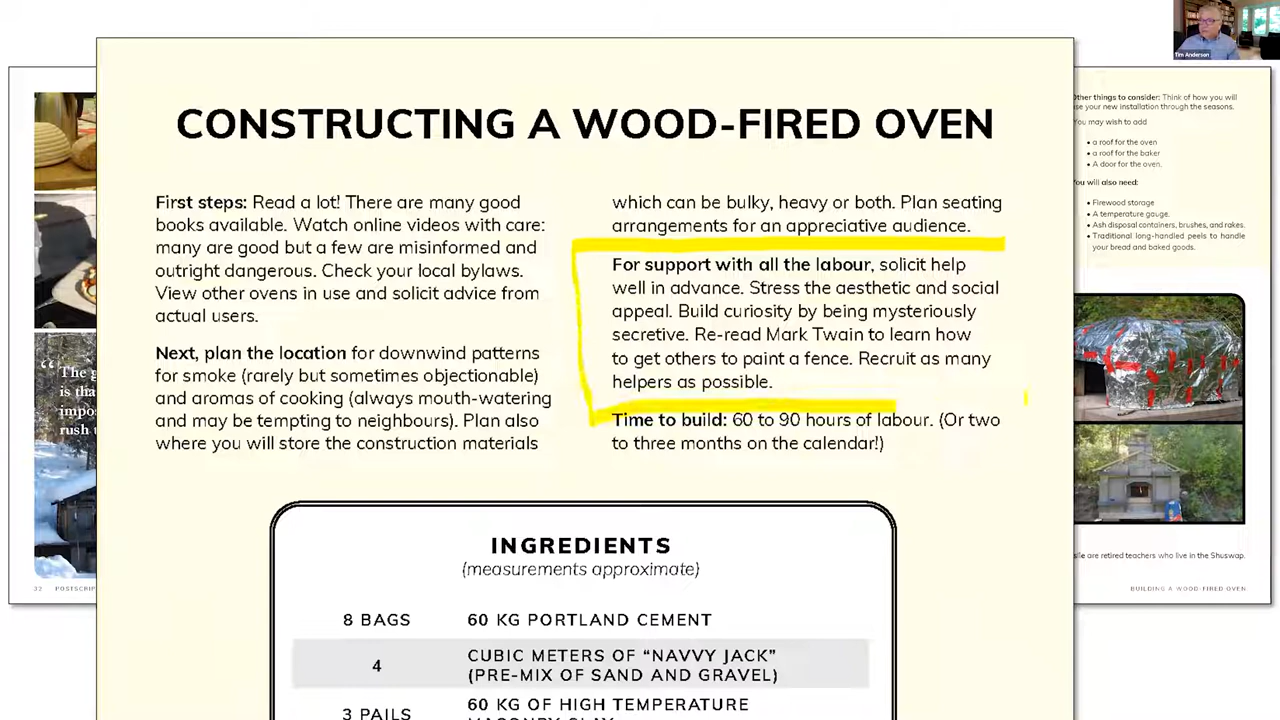 Tim Anderson
CONSTRUCTING A WOOD-FIRED OVEN
First steps: Read a lot! There are many good
books available. Watch online videos with care:
many are good but a few are misinformed and
outright dangerous. Check your local bylaws.
View other ovens in use and solicit advice from
actual users.
Next, plan the location for downwind patterns
for smoke (rarely but sometimes objectionable)
and aromas of cooking (always mouth-watering
and may be tempting to neighbours). Plan also
where you will store the construction materials
which can be bulky, heavy or both. Plan seating
arrangements for an appreciative audience.
For support with all the labour, solicit help
well in advance. Stress the aesthetic and social
appeal. Build curiosity by being mysteriously
secretive. Re-read Mark Twain to learn how
to get others to paint a fence. Recruit as many
helpers as possible.
Time to build: 60 to 90 hours of labour. (Or two
to three months on the calendar!)
INGREDIENTS
(measurements approximate)
8 BAGS 60 KG PORTLAND CEMENT
4 CUBIC METERS OF “NAVVY JACK”
(PRE-MIX OF SAND AND GRAVEL)
3 PAILS 60 KG OF HIGH TEMPERATURE
“The g
is tha
impo
rush
32 POSTSCRIP
Other things to consider: Think of how you will
use your new installation through the seasons.
You may wish to add
• a roof for the oven
• a roof for the baker
• A door for the oven.
You will also need:
• Firewood storage
• A temperature gauge.
• Ash disposal containers, brushes, and rakes.
• Traditional long-handled peels to handle
your bread and baked goods.
are retired teachers who live in the Shuswap.
BUILDING A WOOD-FIRED OVEN